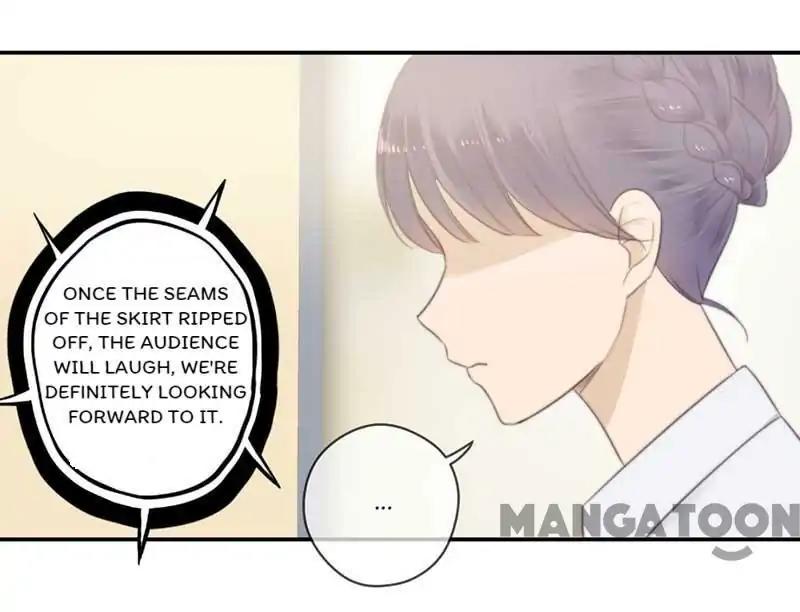 ONCE THE SEAMS
OF THE SKIRT RIPPED
OFF, THE AUDIENCE
WILL LAUGH, WE'RE
DEFINITELY LOOKING
FORWARD TO IT.
...
MANGATOON